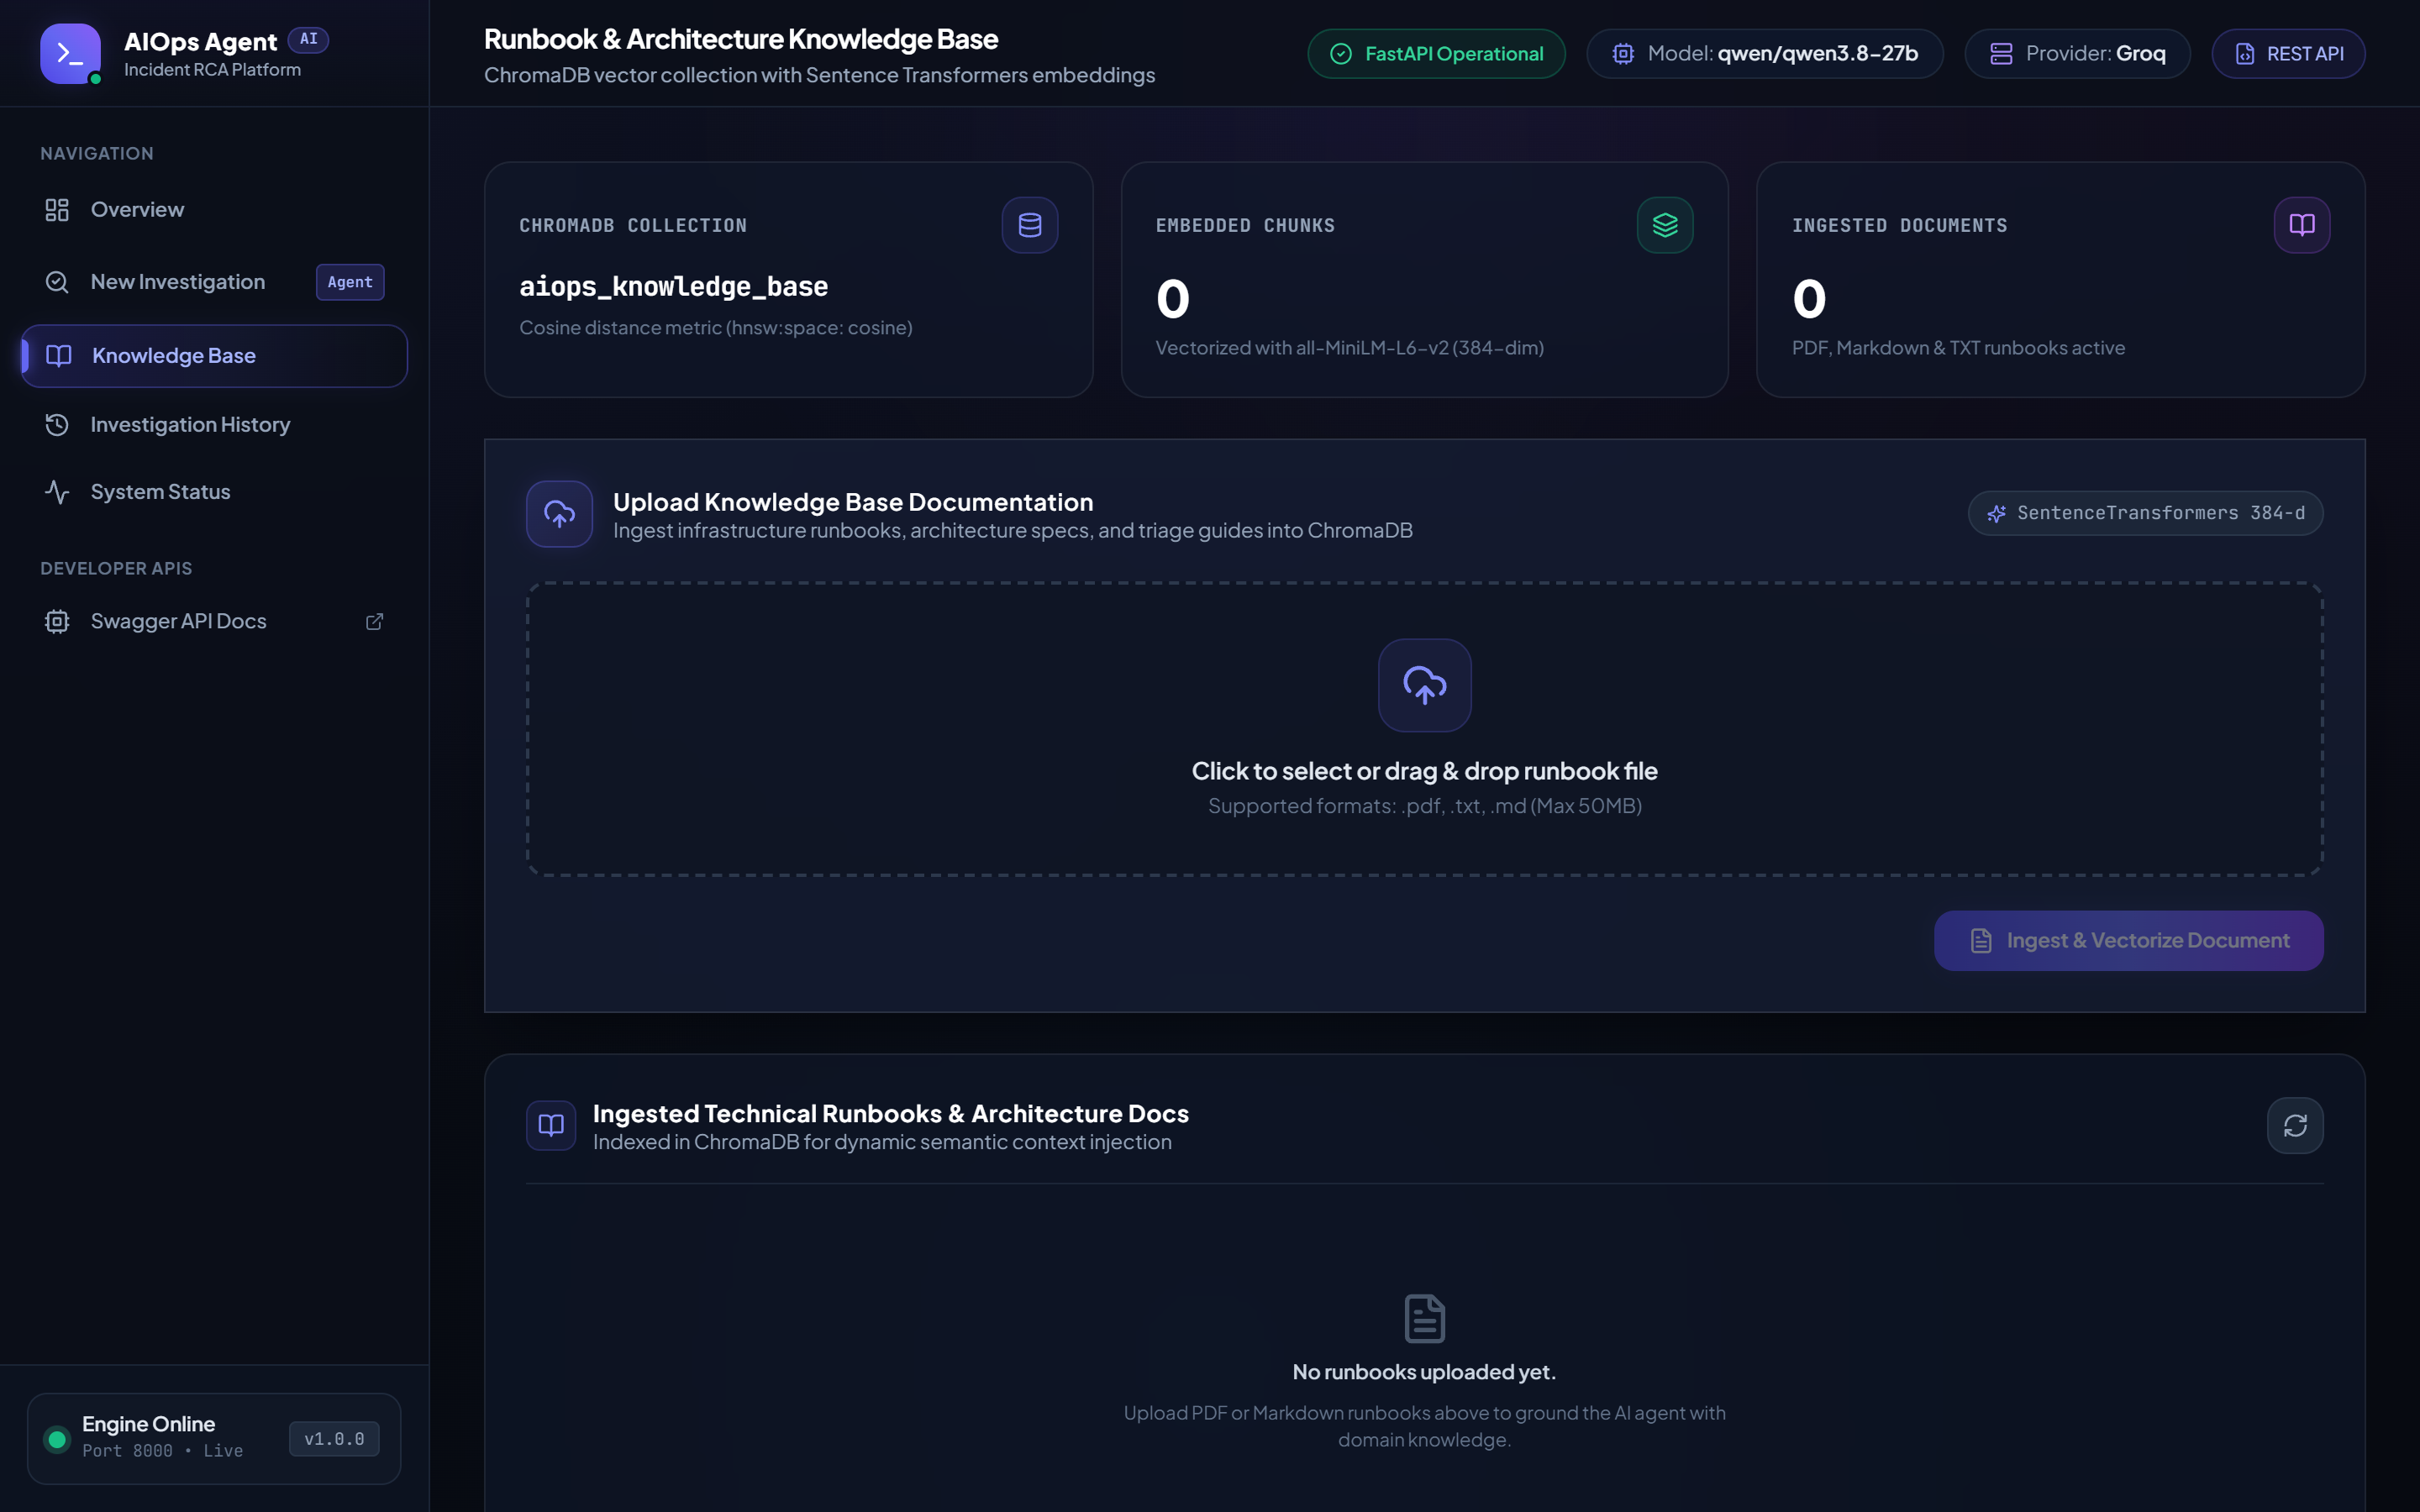 AIOps Agent AI
Incident RCA Platform
NAVIGATION
Overview
New Investigation Agent
Knowledge Base
Investigation History
System Status
DEVELOPER APIS
Swagger API Docs
Engine Online
Port 8000 • Live
v1.0.0
Runbook & Architecture Knowledge Base
ChromaDB vector collection with Sentence Transformers embeddings
FastAPI Operational
Model: qwen/qwen3.8-27b
Provider: Groq
REST API
CHROMADB COLLECTION
aiops_knowledge_base
Cosine distance metric (hnsw:space: cosine)
EMBEDDED CHUNKS
0
Vectorized with all-MiniLM-L6-v2 (384-dim)
INGESTED DOCUMENTS
0
PDF, Markdown & TXT runbooks active
Upload Knowledge Base Documentation
Ingest infrastructure runbooks, architecture specs, and triage guides into ChromaDB
SentenceTransformers 384-d
Click to select or drag & drop runbook file
Supported formats: .pdf, .txt, .md (Max 50MB)
Ingest & Vectorize Document
Ingested Technical Runbooks & Architecture Docs
Indexed in ChromaDB for dynamic semantic context injection
No runbooks uploaded yet.
Upload PDF or Markdown runbooks above to ground the AI agent with
domain knowledge.